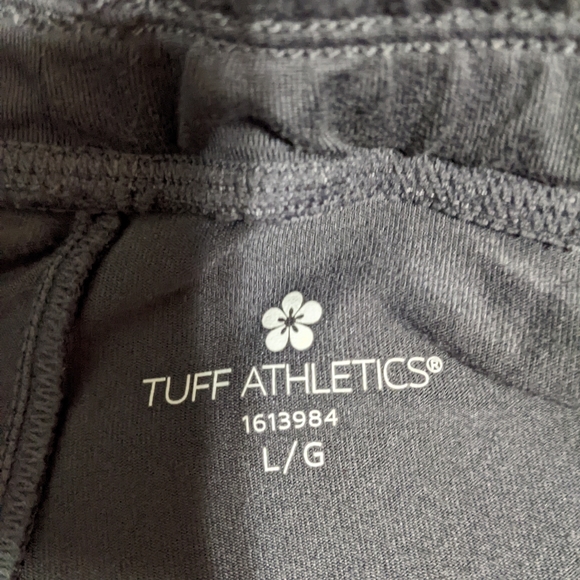 TUFF ATHLETICS®
1613984
L/G